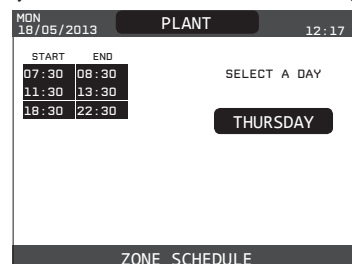 MON
18/05/2013
PLANT
12:17
START END
07:30 08:30
11:30 13:30
18:30 22:30
SELECT A DAY
THURSDAY
ZONE SCHEDULE